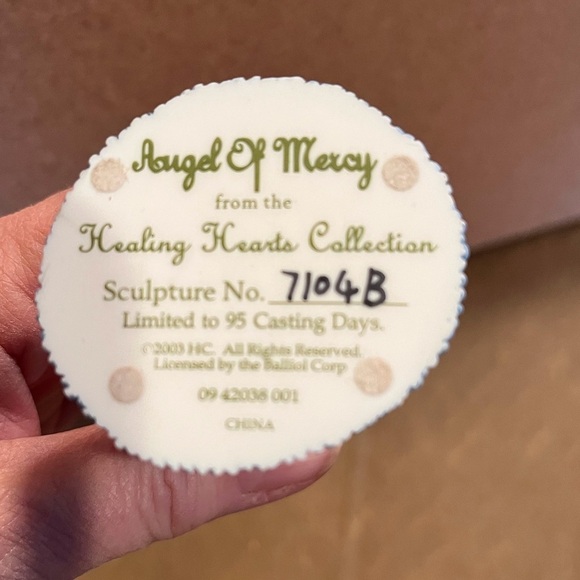 Angel Of Mercy
from the
Healing Hearts Collection
Sculpture No. 7104B
Limited to 95 Casting Days.
©2003 HC. All Rights Reserved.
Licensed by the Balliol Corp
09 42038 001
CHINA